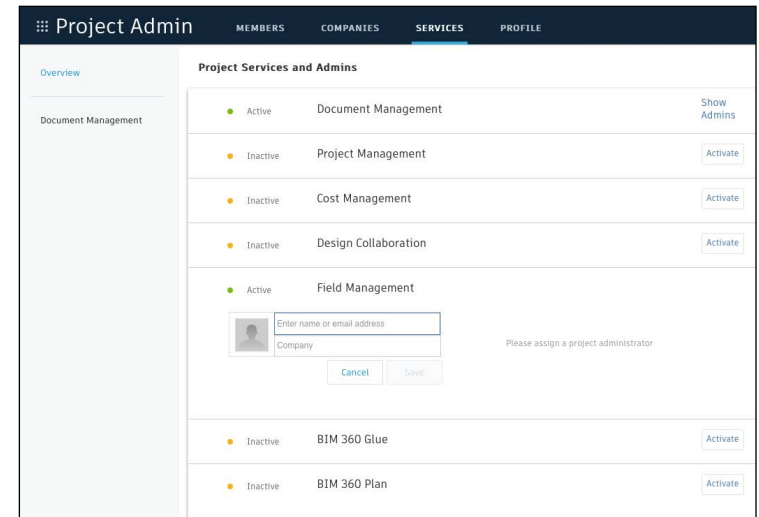 Project Admin MEMBERS COMPANIES SERVICES PROFILE
Overview
Document Management
Project Services and Admins
Active Document Management Show
Admins
Inactive Project Management Activate
Inactive Cost Management Activate
Inactive Design Collaboration Activate
Active Field Management
Enter name or email address
Company
Please assign a project administrator
Cancel Save
Inactive BIM 360 Glue Activate
Inactive BIM 360 Plan Activate